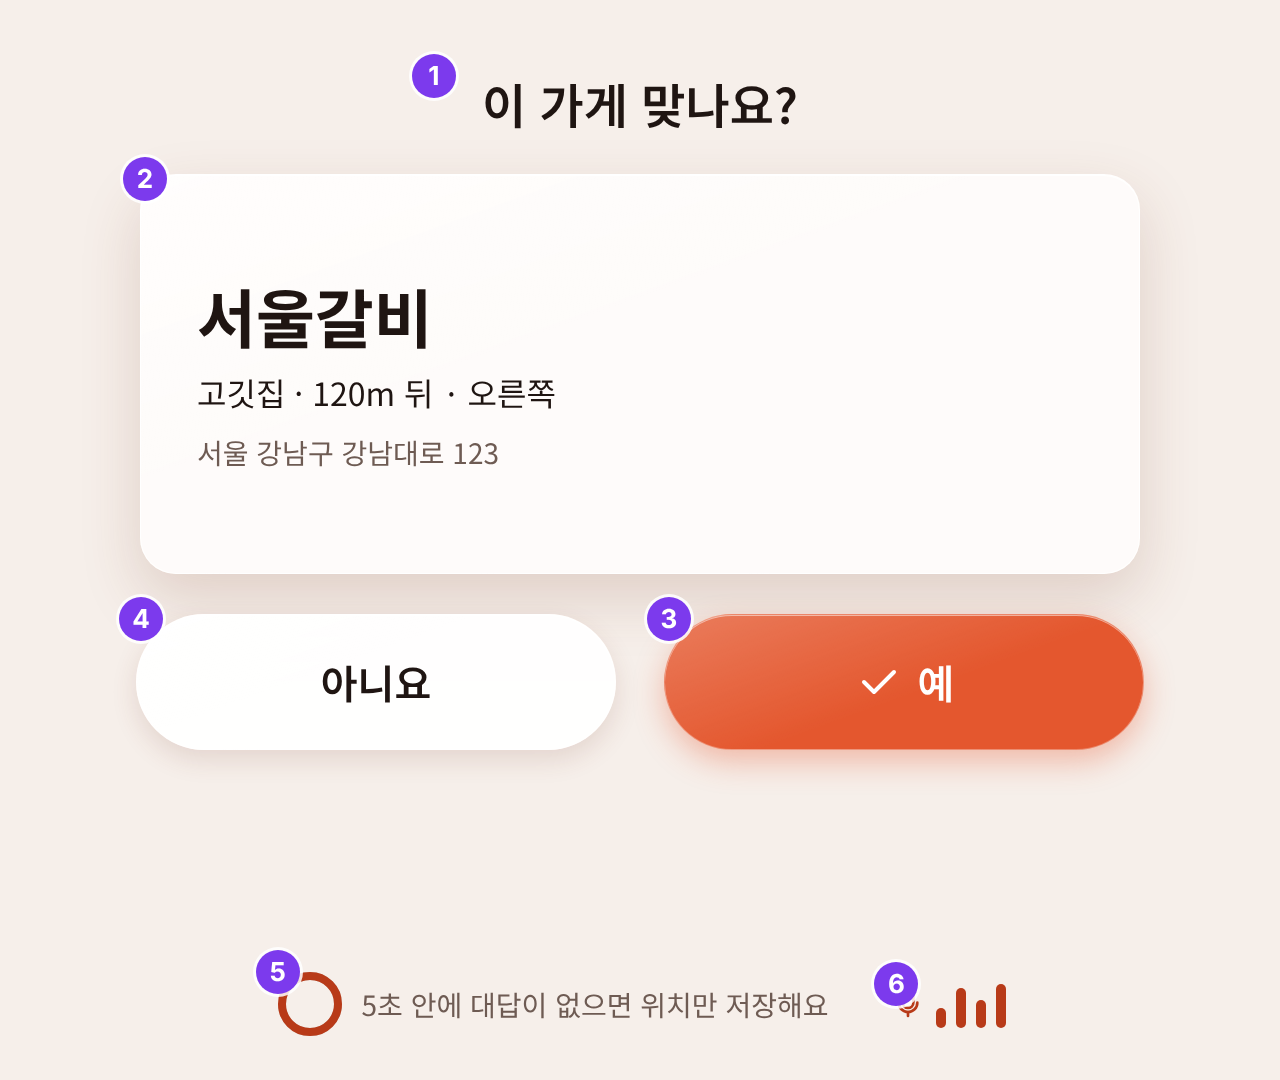 1
이 가게 맞나요?
2
서울갈비
고깃집 · 120m 뒤 · 오른쪽
서울 강남구 강남대로 123
4
아니요
3
예
5
5초 안에 대답이 없으면 위치만 저장해요
6